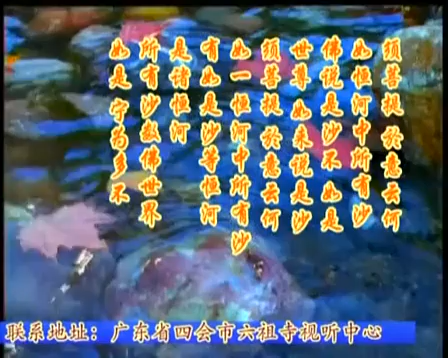 须菩提於意云何
如恒河中所有沙
佛说是沙不如是
世尊如来说是沙
须菩提於意云何
如一恒河中所有沙
有如是沙等恒河
是诸恒河
所有沙数佛世界
如是宁为多不
联系地址：广东省四会市六祖寺视听中心